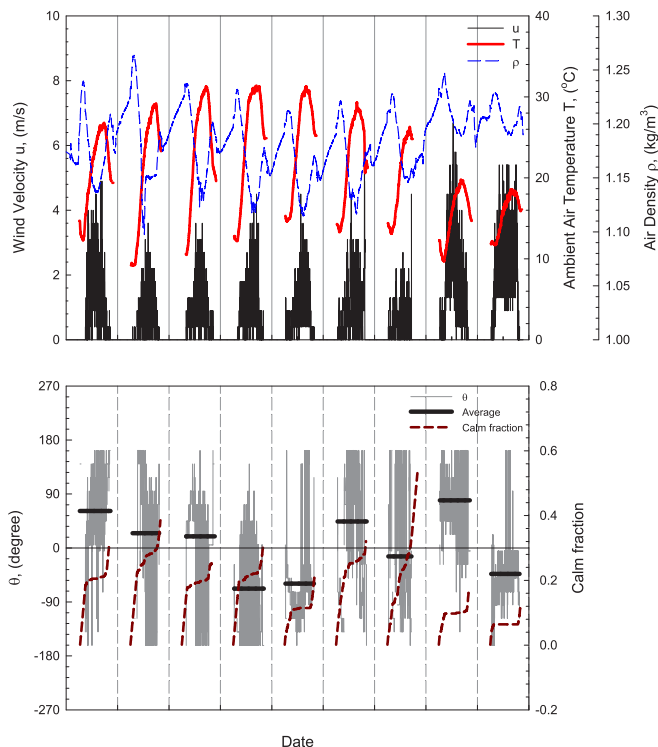 10
8
6
4
2
0
Wind Velocity u, (m/s)
u
T
ρ
40
30
20
10
0
Ambient Air Temperature T, (°C)
1.30
1.25
1.20
1.15
1.10
1.05
1.00
Air Density ρ, (kg/m³)
270
180
90
0
-90
-180
-270
θ, (degree)
θ
Average
Calm fraction
0.8
0.6
0.4
0.2
0.0
-0.2
Calm fraction
Date